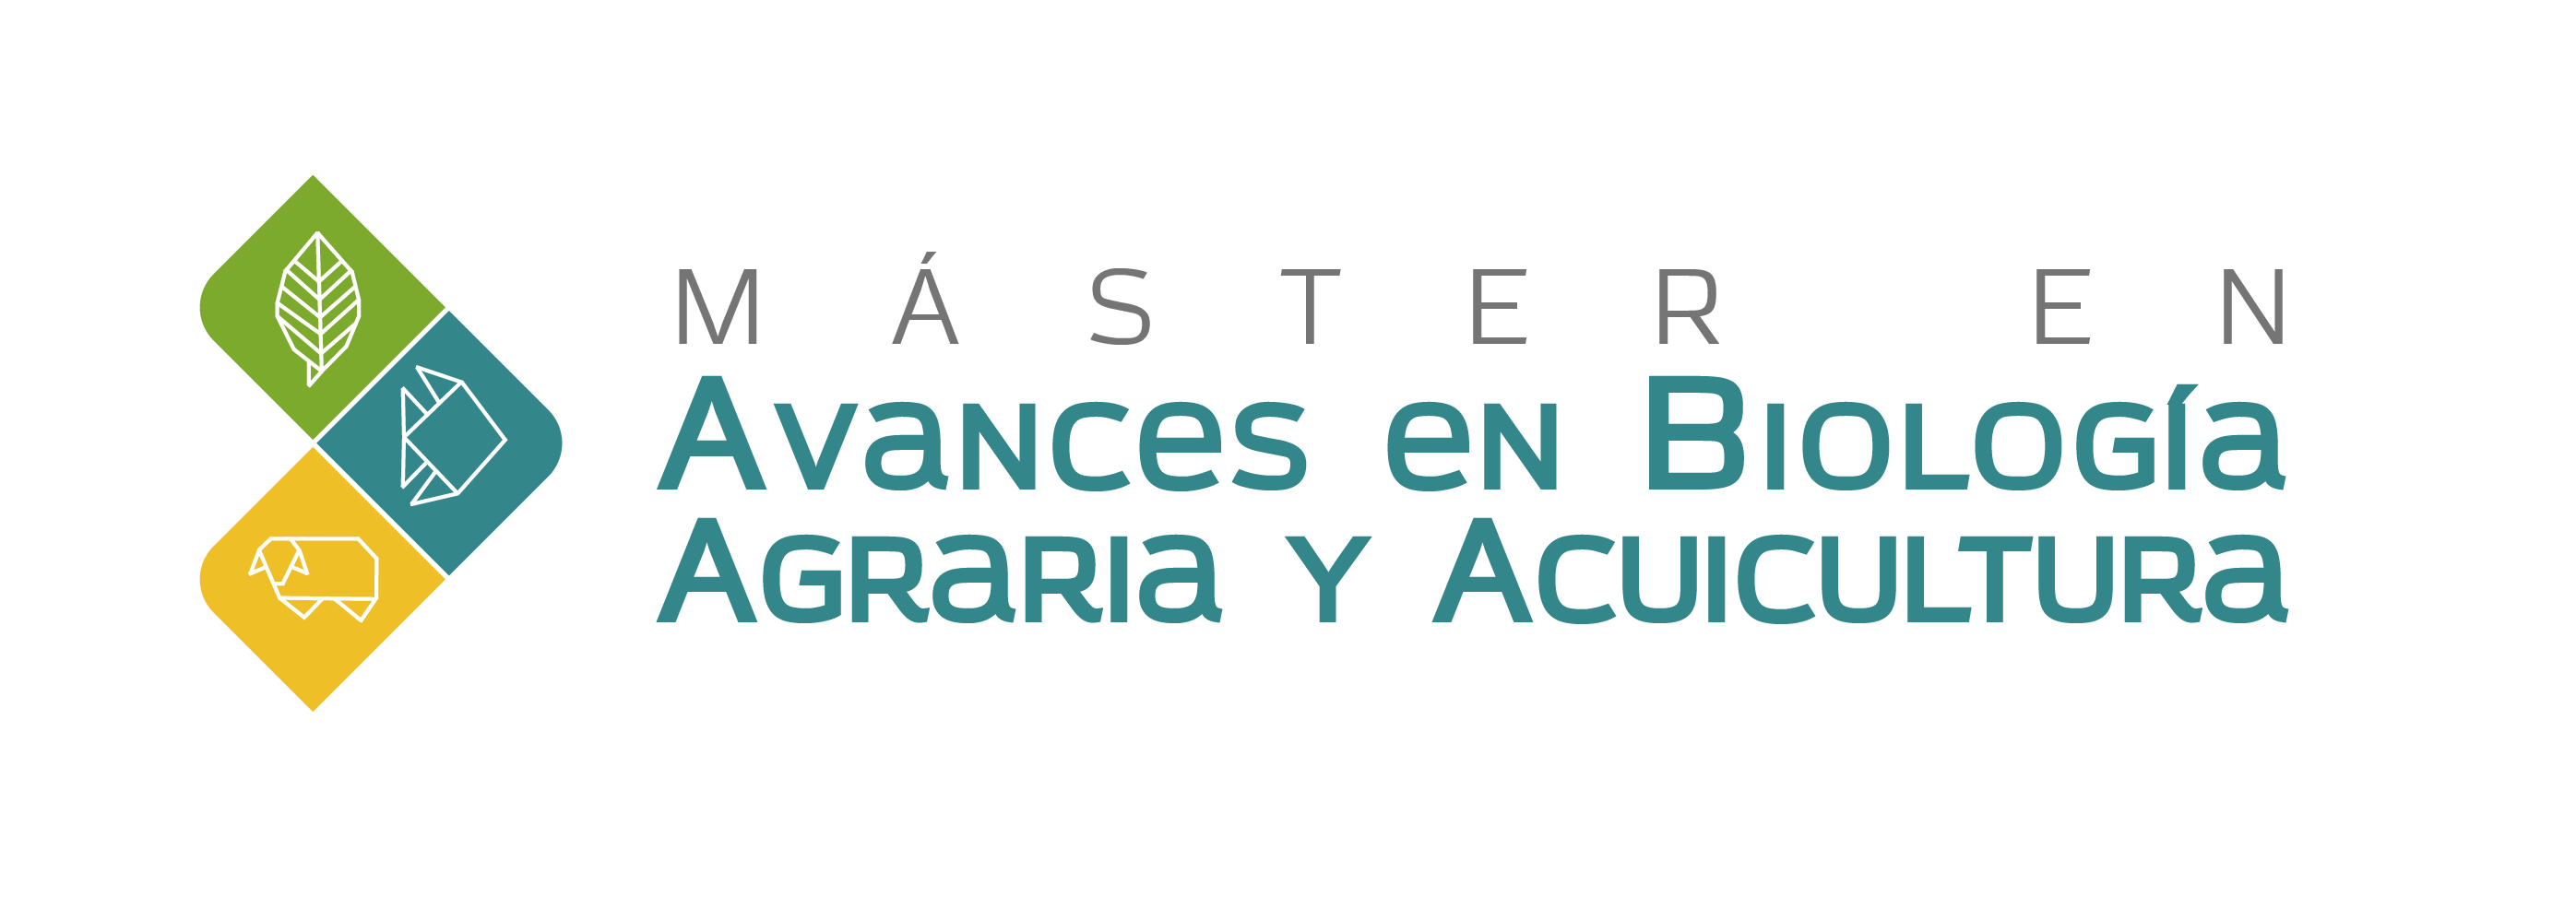 MÁSTER EN
Avances en Biología
Agraria y Acuicultura